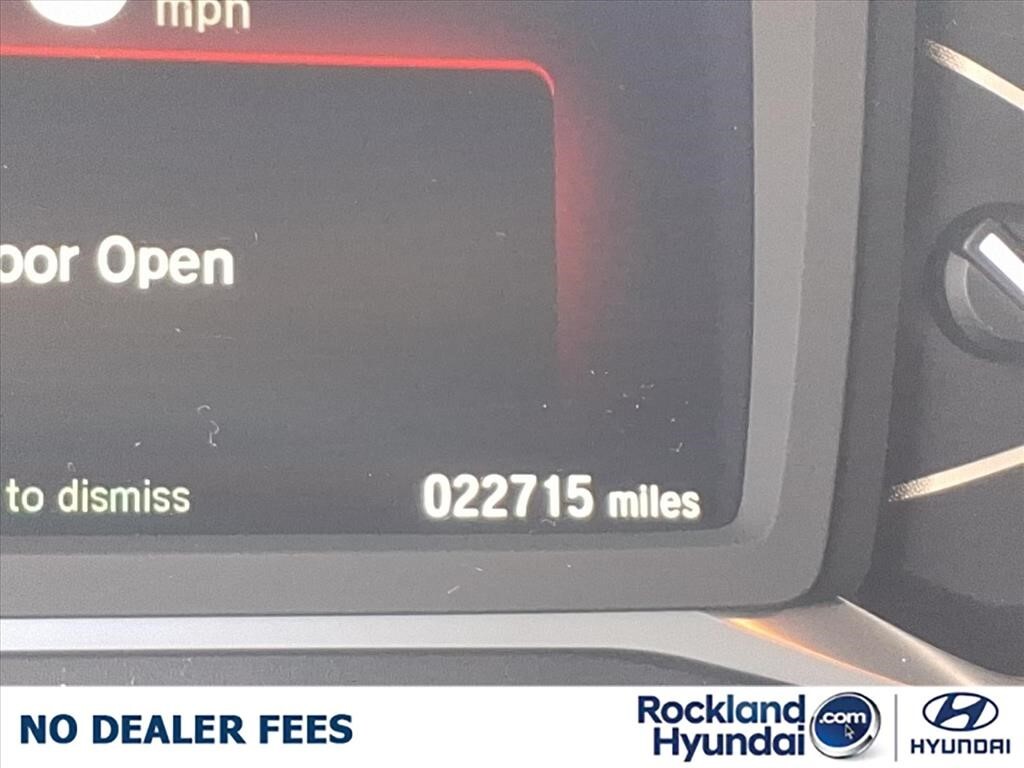 mph
oor Open
to dismiss
022715 miles
NO DEALER FEES
Rockland
Hyundai
.com
HYUNDAI